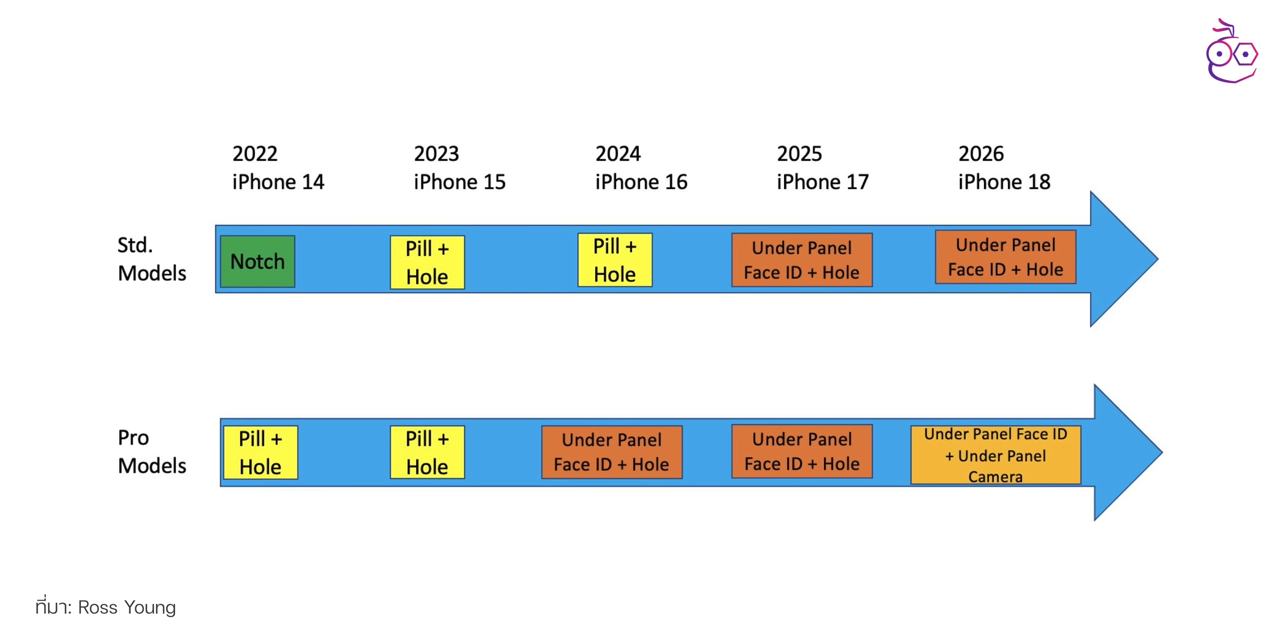 2022
iPhone 14
2023
iPhone 15
2024
iPhone 16
2025
iPhone 17
2026
iPhone 18
Std.
Models
Notch
Pill +
Hole
Pill +
Hole
Under Panel
Face ID + Hole
Under Panel
Face ID + Hole
Pro
Models
Pill +
Hole
Pill +
Hole
Under Panel
Face ID + Hole
Under Panel
Face ID + Hole
Under Panel Face ID
+ Under Panel
Camera
ที่มา: Ross Young